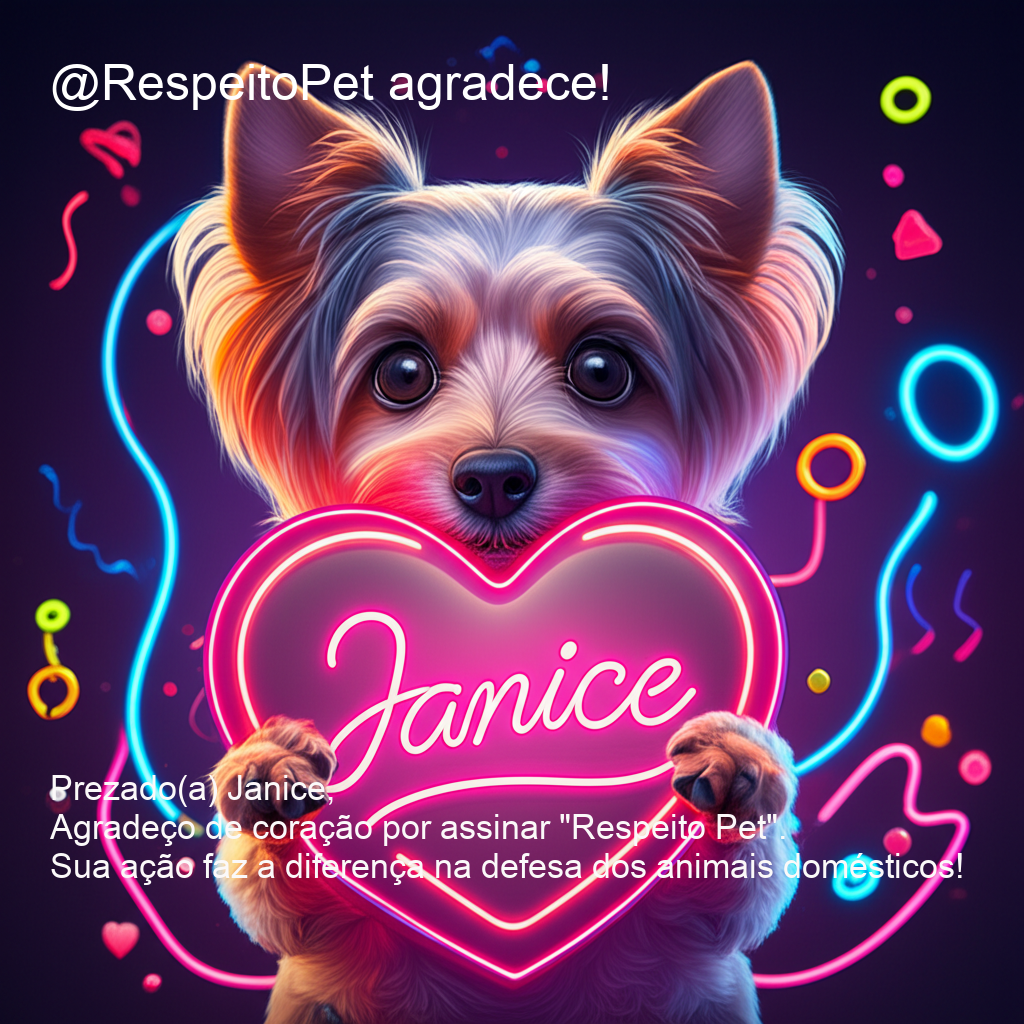 @RespeitoPet agradece!
Janice
Prezado(a) Janice,
Agradeço de coração por assinar "Respeito Pet".
Sua ação faz a diferença na defesa dos animais domésticos!